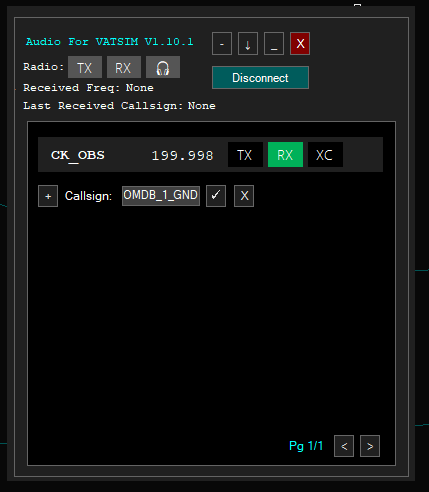 Audio For VATSIM V1.10.1 - ↓ _ X
Radio: TX RX
Disconnect
Received Freq: None
Last Received Callsign: None
CK_OBS 199.998 TX RX XC
+ Callsign: OMDB_1_GND ✓ X
Pg 1/1 < >